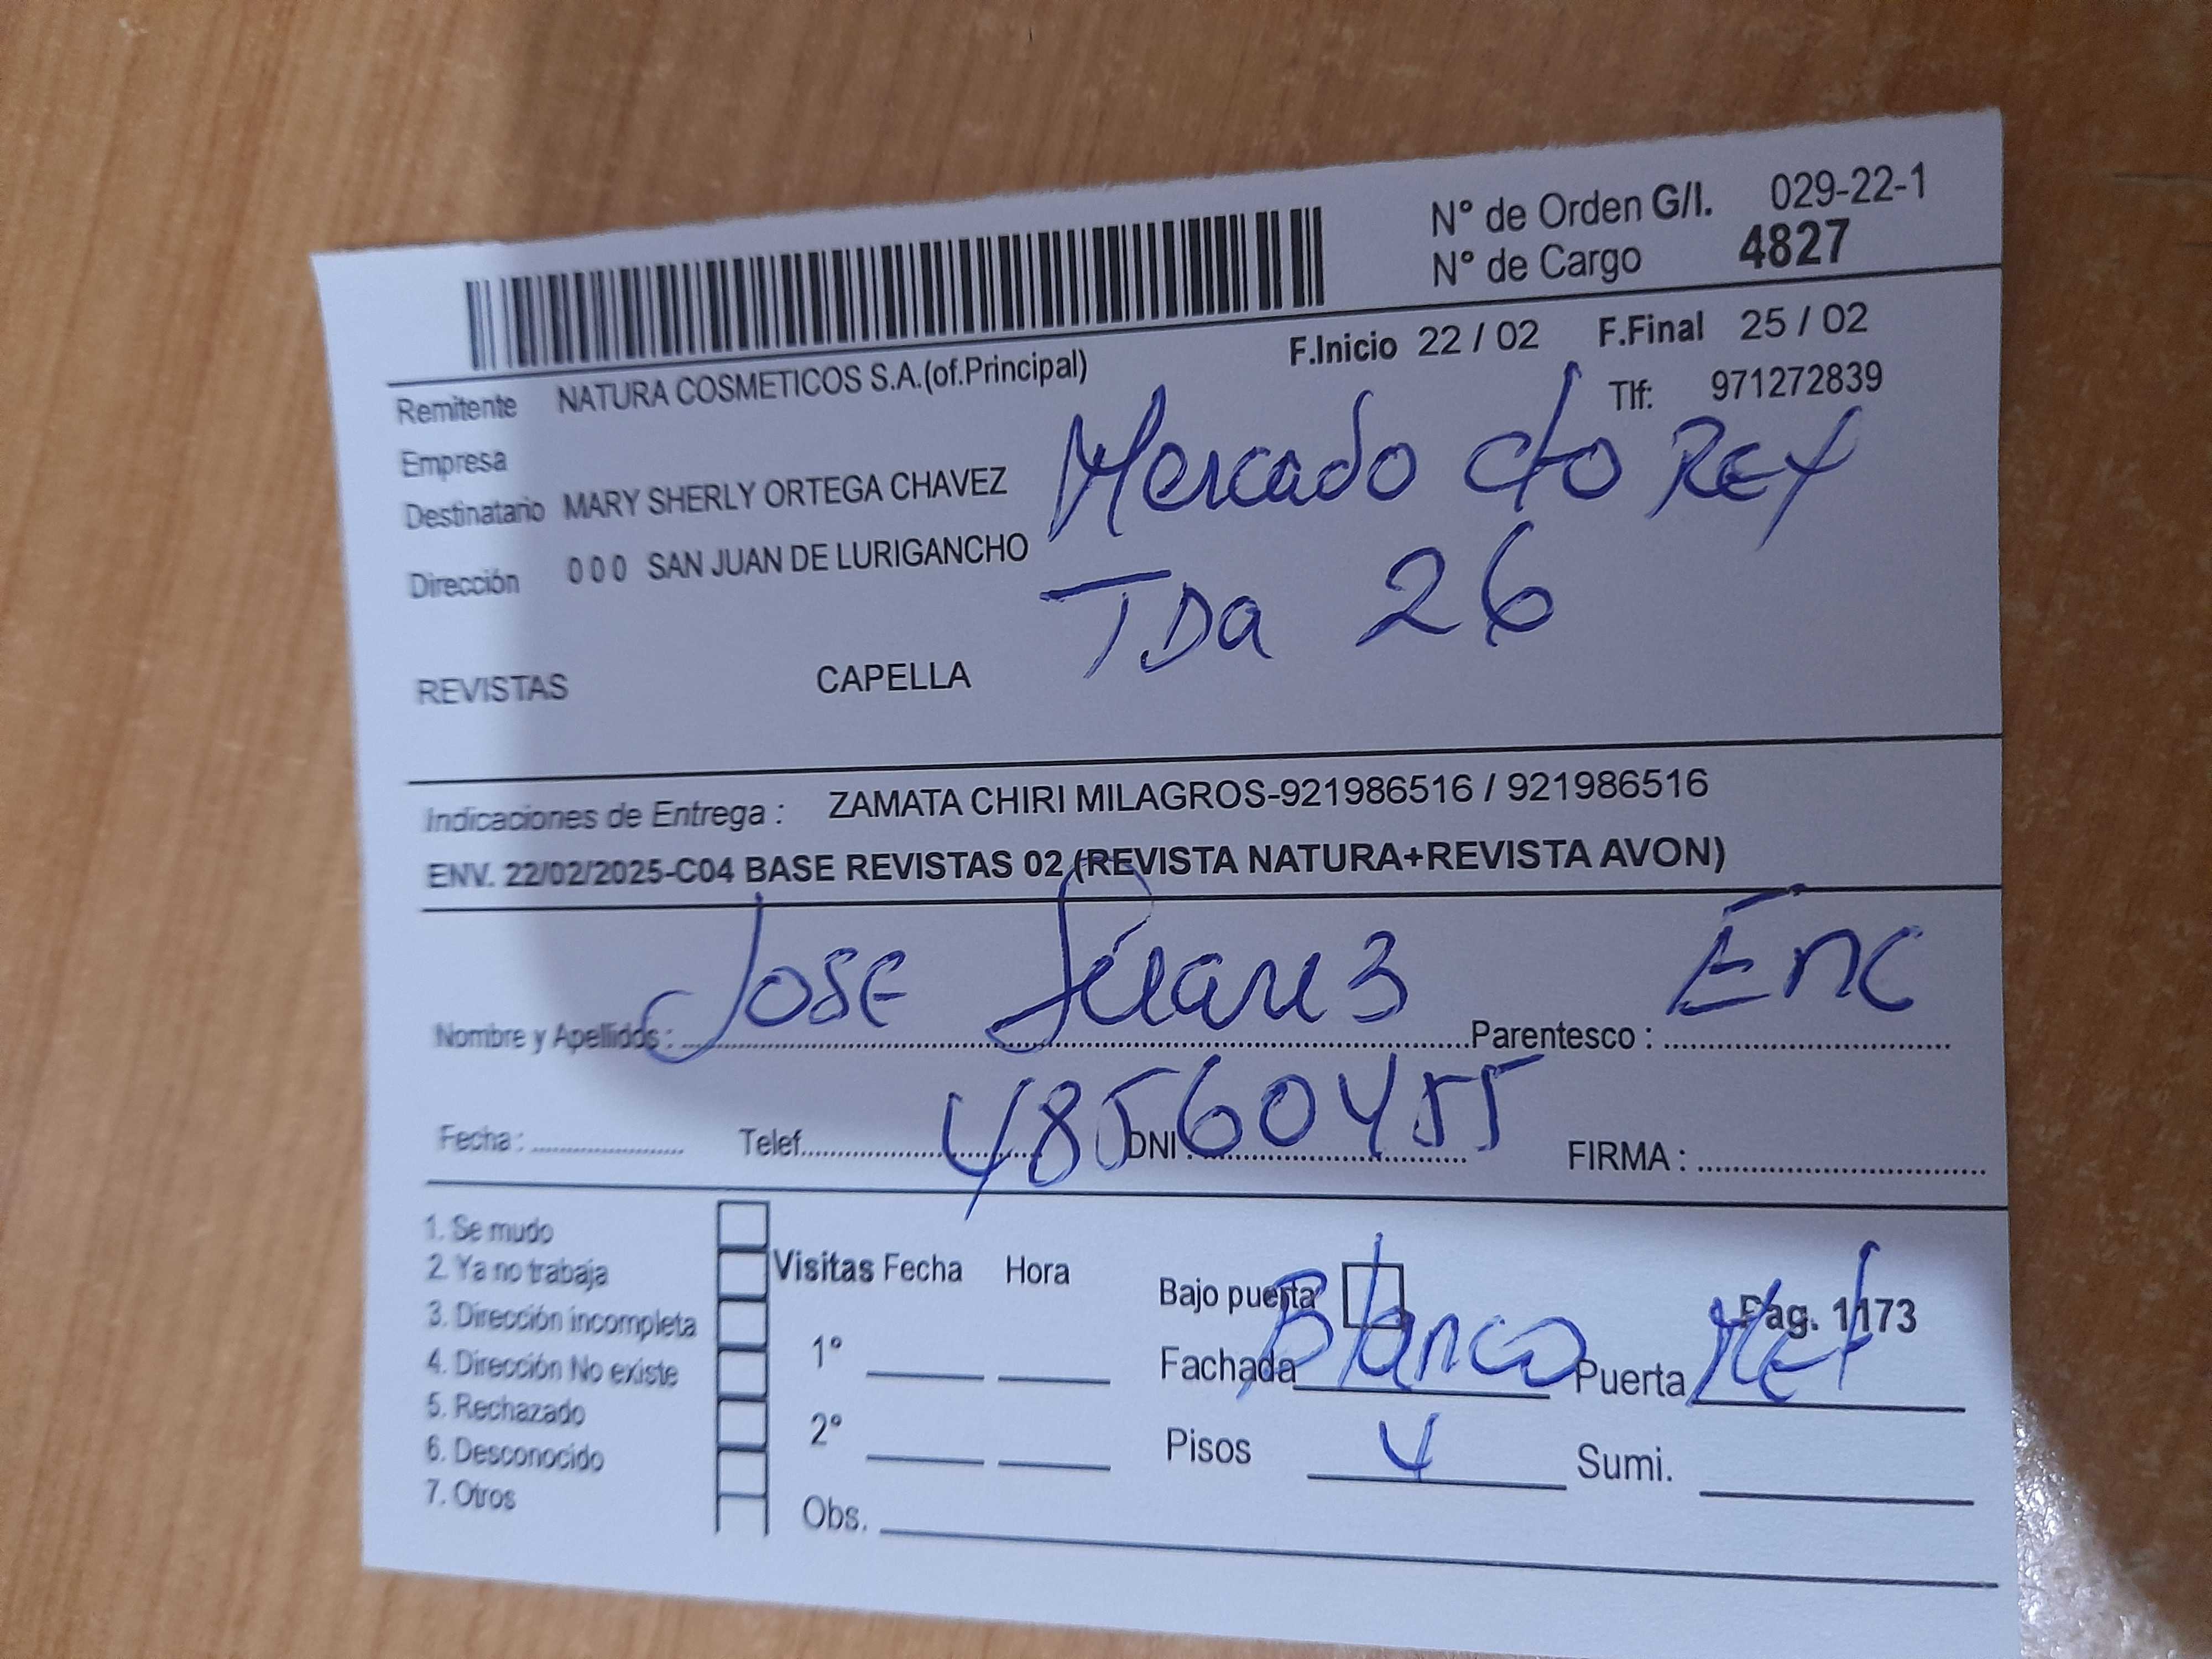 N° de Orden G/I. 029-22-1
N° de Cargo 4827
F.Inicio 22 / 02 F.Final 25 / 02
Remitente NATURA COSMETICOS S.A.(of.Principal) Tlf: 971272839
Empresa
Mercado cto Rey
Destinatario MARY SHERLY ORTEGA CHAVEZ
Dirección 0 0 0 SAN JUAN DE LURIGANCHO
TDa 26
REVISTAS CAPELLA
Indicaciones de Entrega : ZAMATA CHIRI MILAGROS-921986516 / 921986516
ENV. 22/02/2025-C04 BASE REVISTAS 02 (REVISTA NATURA+REVISTA AVON)
Nombre y Apellidos : Jose Juarez Parentesco : Enc
Fecha : Telef. DNI : 48560455 FIRMA :
1. Se mudo
2. Ya no trabaja
3. Dirección incompleta
4. Dirección No existe
5. Rechazado
6. Desconocido
7. Otros
Visitas Fecha Hora
1°
2°
Obs.
Bajo puerta Pag. 1173
Fachada Blanco Puerta Met
Pisos 4 Sumi.